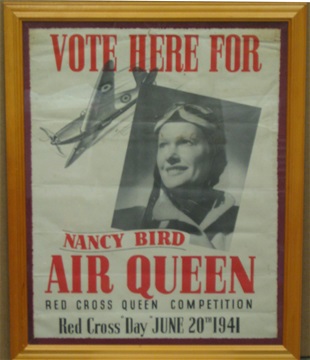 VOTE HERE FOR
NANCY BIRD
AIR QUEEN
RED CROSS QUEEN COMPETITION
Red Cross "Day" JUNE 20TH 1941